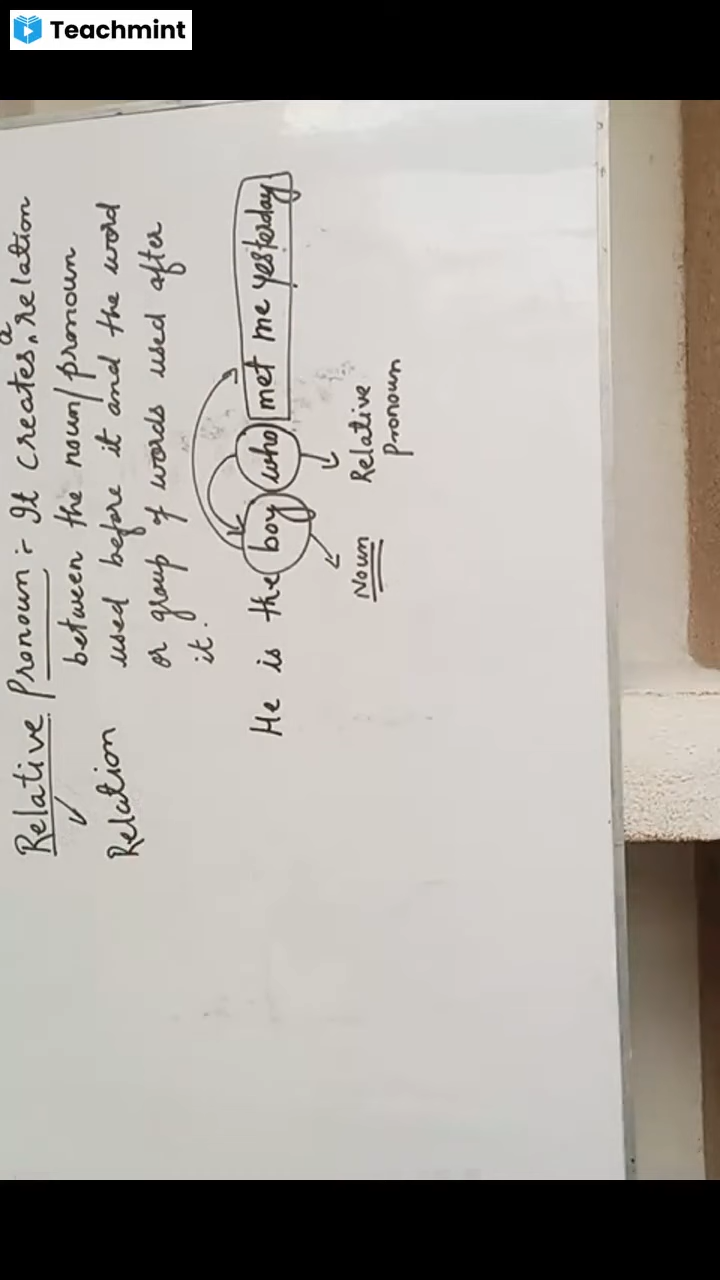 Teachmint
Relative Pronoun :- It creates a relation
between the noun/pronoun
Relation used before it and the word
or group of words used after
it.
He is the boy who met me yesterday
Noun Relative
Pronoun